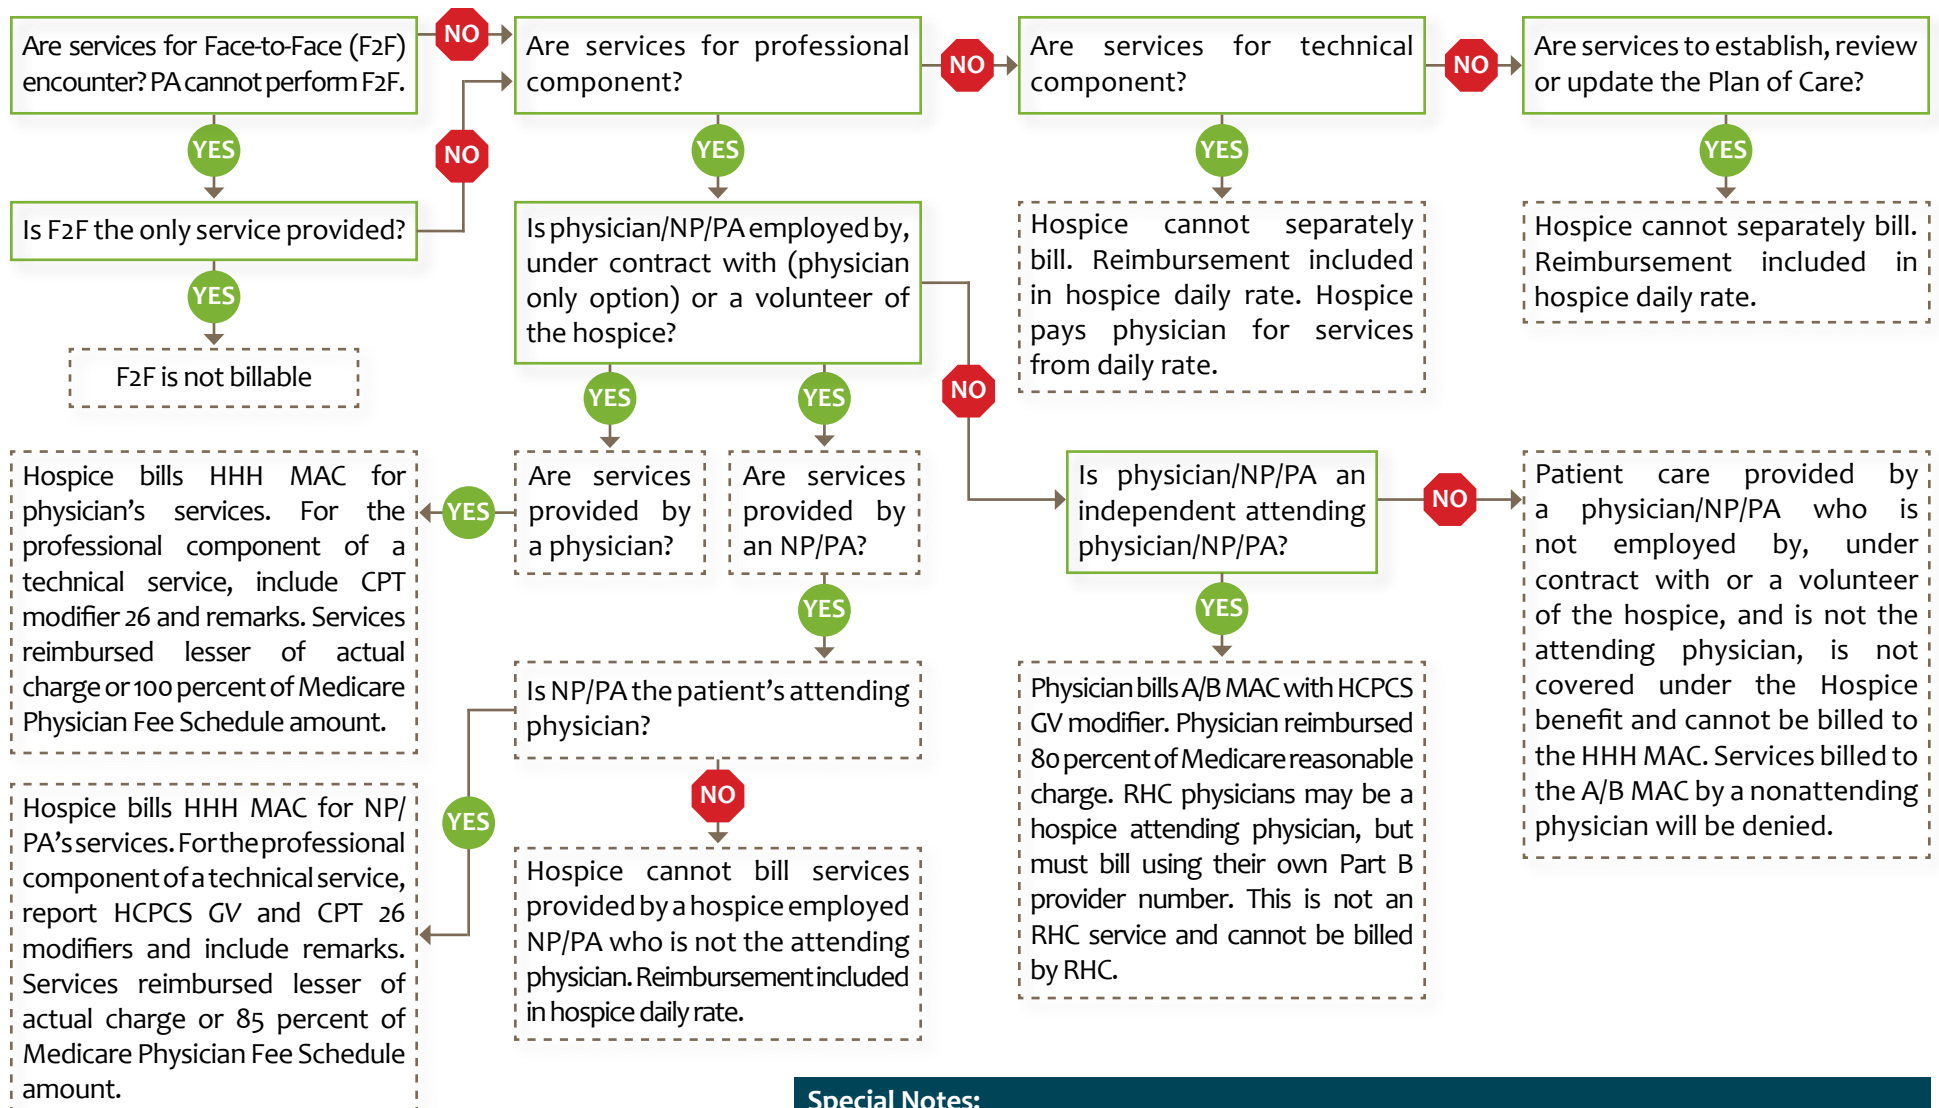 Are services for Face-to-Face (F2F)
encounter? PA cannot perform F2F.
NO
Are services for professional
component?
NO
Are services for technical
component?
NO
Are services to establish, review
or update the Plan of Care?
YES
NO
YES
YES
YES
Is F2F the only service provided?
YES
F2F is not billable
Is physician/NP/PA employed by,
under contract with (physician
only option) or a volunteer of
the hospice?
Hospice cannot separately
bill. Reimbursement included
in hospice daily rate. Hospice
pays physician for services
from daily rate.
Hospice cannot separately bill.
Reimbursement included in
hospice daily rate.
YES
YES
NO
Hospice bills HHH MAC for
physician’s services. For the
professional component of a
technical service, include CPT
modifier 26 and remarks. Services
reimbursed lesser of actual
charge or 100 percent of Medicare
Physician Fee Schedule amount.
YES
Are services
provided by
a physician?
Are services
provided by
an NP/PA?
Is physician/NP/PA an
independent attending
physician/NP/PA?
NO
Patient care provided by
a physician/NP/PA who is
not employed by, under
contract with or a volunteer
of the hospice, and is not the
attending physician, is not
covered under the Hospice
benefit and cannot be billed to
the HHH MAC. Services billed to
the A/B MAC by a nonattending
physician will be denied.
YES
YES
Is NP/PA the patient’s attending
physician?
Physician bills A/B MAC with HCPCS
GV modifier. Physician reimbursed
80 percent of Medicare reasonable
charge. RHC physicians may be a
hospice attending physician, but
must bill using their own Part B
provider number. This is not an
RHC service and cannot be billed
by RHC.
NO
YES
Hospice bills HHH MAC for NP/
PA’s services. For the professional
component of a technical service,
report HCPCS GV and CPT 26
modifiers and include remarks.
Services reimbursed lesser of
actual charge or 85 percent of
Medicare Physician Fee Schedule
amount.
Hospice cannot bill services
provided by a hospice employed
NP/PA who is not the attending
physician. Reimbursement included
in hospice daily rate.
Special Notes: